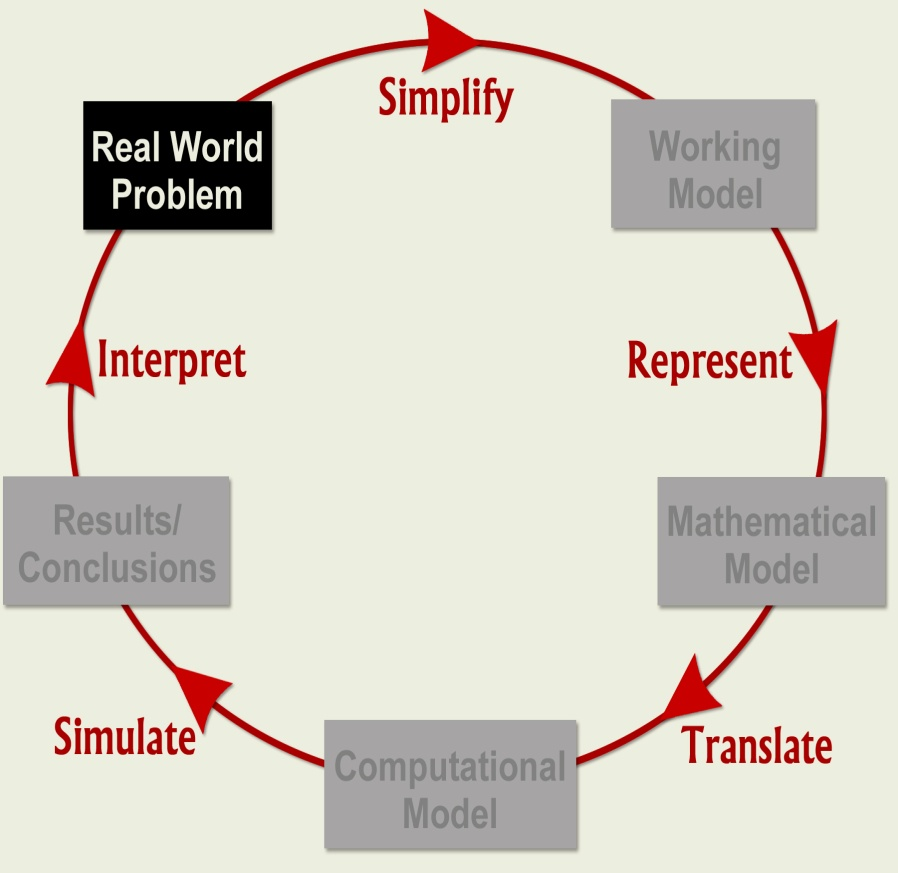 Simplify
Real World
Problem
Working
Model
Interpret
Represent
Results/
Conclusions
Mathematical
Model
Simulate
Translate
Computational
Model